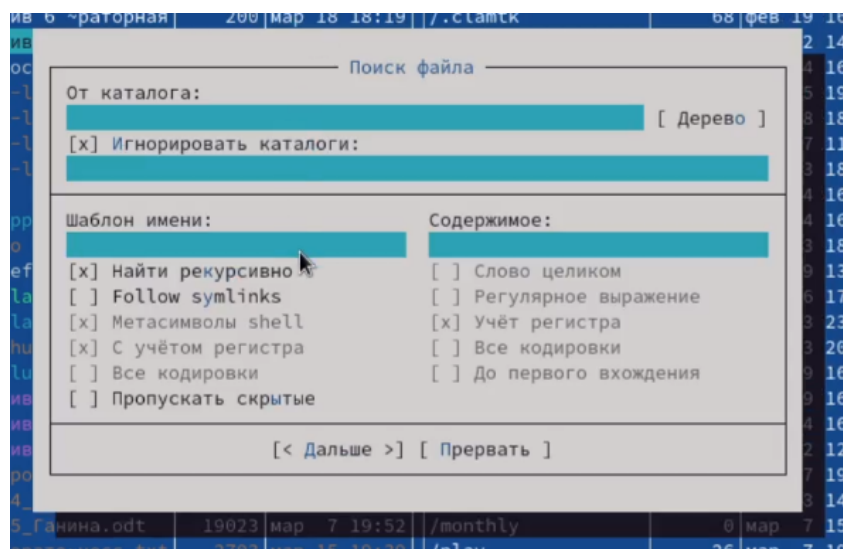 200 мар 18 18:19 /.clamtk 68 фев 19 16
Поиск файла
От каталога:
[ Дерево ]
[x] Игнорировать каталоги:
Шаблон имени: Содержимое:
[x] Найти рекурсивно [ ] Слово целиком
[ ] Follow symlinks [ ] Регулярное выражение
[x] Метасимволы shell [x] Учёт регистра
[x] С учётом регистра [ ] Все кодировки
[ ] Все кодировки [ ] До первого вхождения
[ ] Пропускать скрытые
[< Дальше >] [ Прервать ]
5_Ганина.odt 19023 мар 7 19:52 /monthly 0 мар 7 15